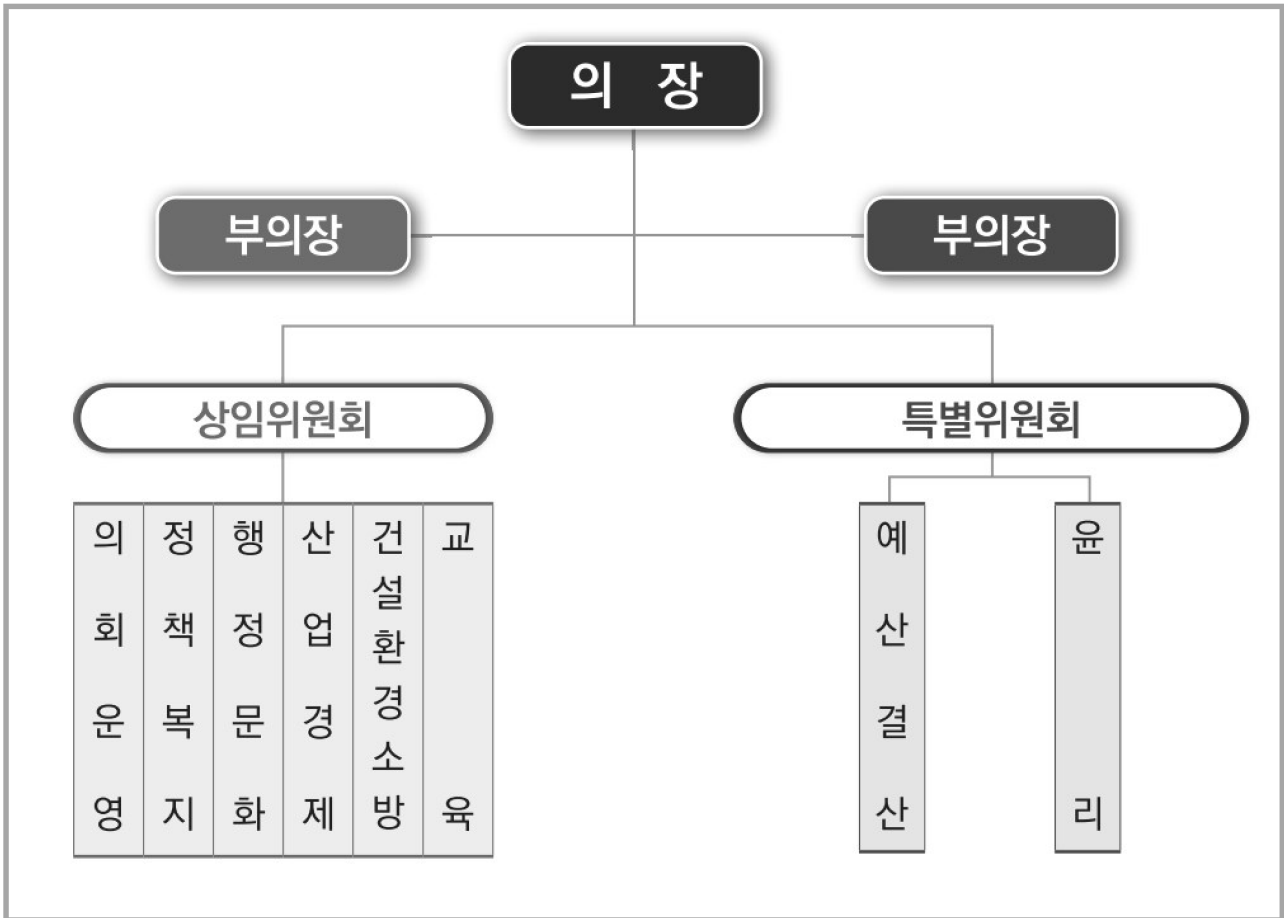 의 장
부의장
부의장
상임위원회
특별위원회
의회운영
정책복지
행정문화
산업경제
건설환경소방
교육
예산결산
윤리